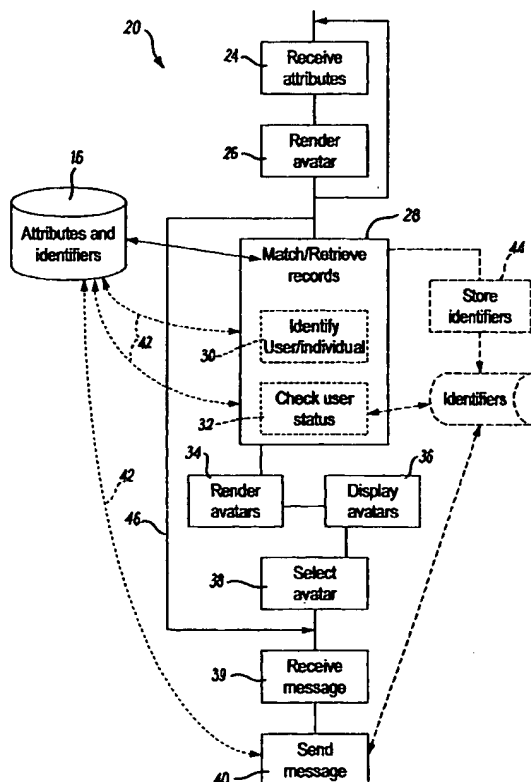 20
24
Receive
attributes
26
Render
avatar
16
Attributes and
identifiers
28
Match/Retrieve
records
44
Store
identifiers
42
Identify
User/individual
30
Check user
status
32
Identifiers
34
Render
avatars
36
Display
avatars
42
46
38
Select
avatar
39
Receive
message
Send
message
40